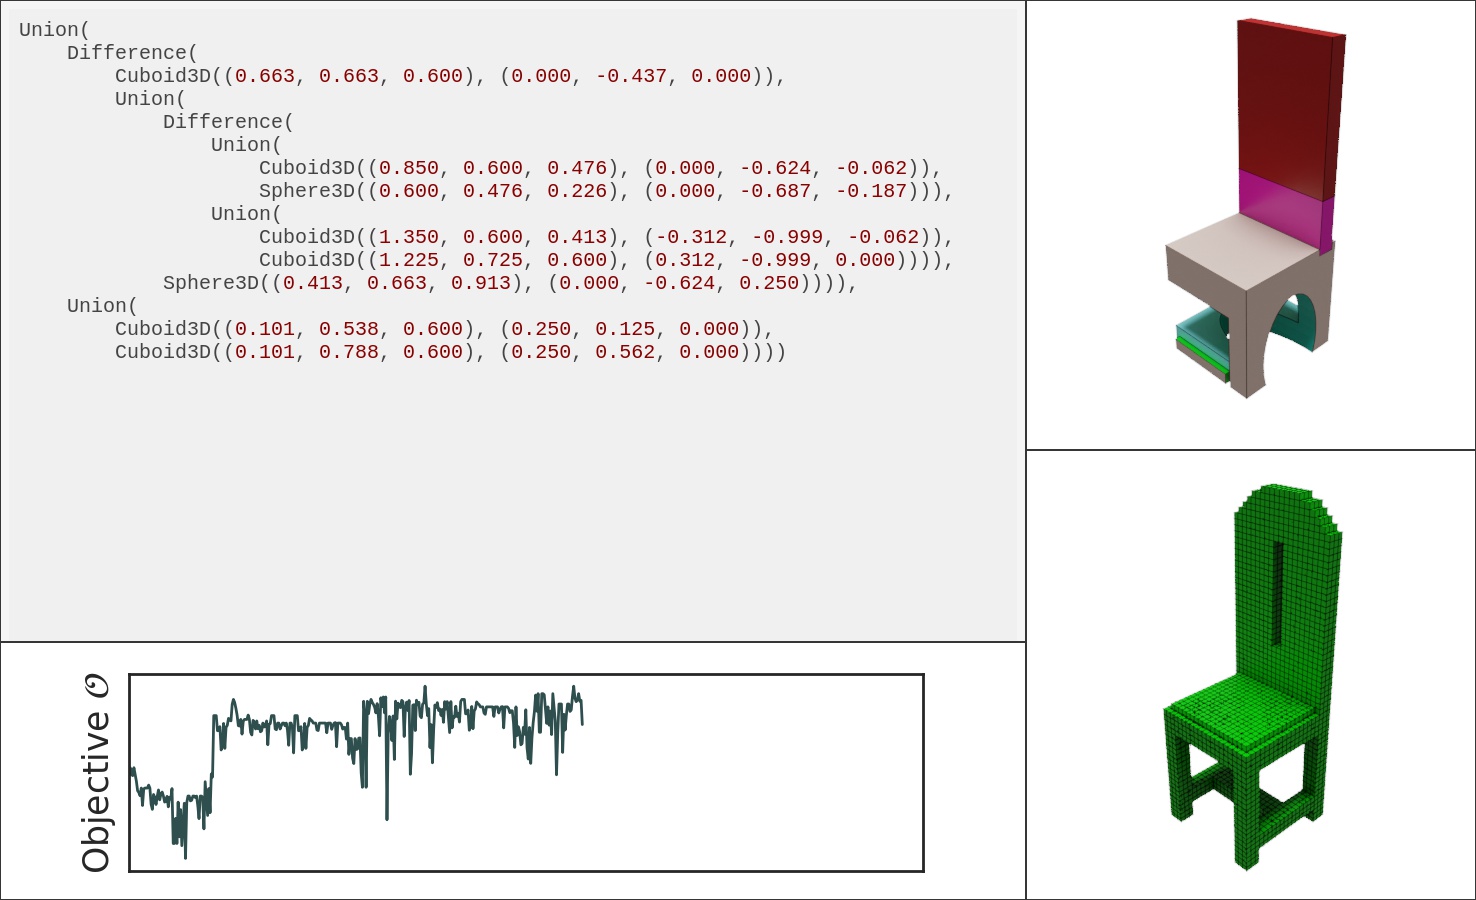 Union(
    Difference(
        Cuboid3D((0.663, 0.663, 0.600), (0.000, -0.437, 0.000)),
        Union(
            Difference(
                Union(
                    Cuboid3D((0.850, 0.600, 0.476), (0.000, -0.624, -0.062)),
                    Sphere3D((0.600, 0.476, 0.226), (0.000, -0.687, -0.187))),
                Union(
                    Cuboid3D((1.350, 0.600, 0.413), (-0.312, -0.999, -0.062)),
                    Cuboid3D((1.225, 0.725, 0.600), (0.312, -0.999, 0.000)))),
            Sphere3D((0.413, 0.663, 0.913), (0.000, -0.624, 0.250)))),
    Union(
        Cuboid3D((0.101, 0.538, 0.600), (0.250, 0.125, 0.000)),
        Cuboid3D((0.101, 0.788, 0.600), (0.250, 0.562, 0.000))))
Objective 𝒪